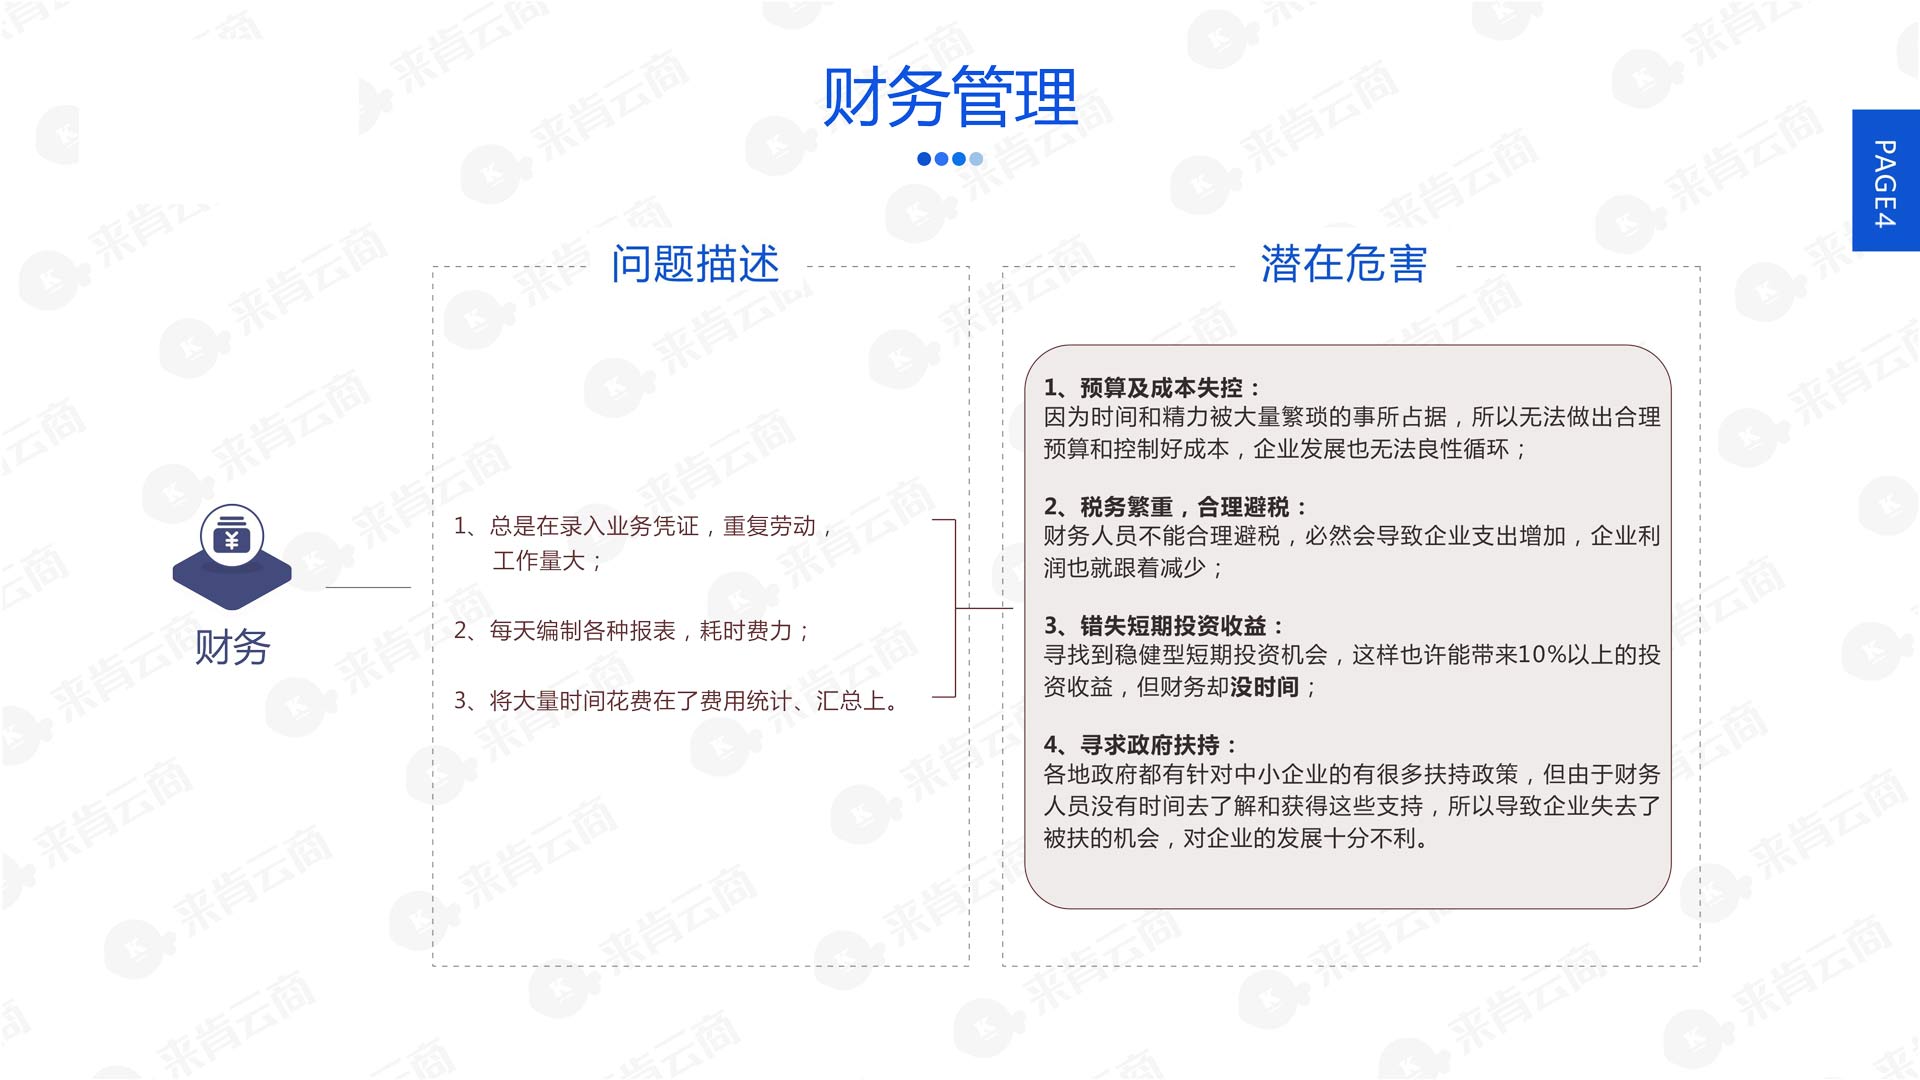 财务管理
PAGE4
问题描述
潜在危害
财务
1、总是在录入业务凭证，重复劳动，
工作量大；
2、每天编制各种报表，耗时费力；
3、将大量时间花费在了费用统计、汇总上。
1、预算及成本失控：
因为时间和精力被大量繁琐的事所占据，所以无法做出合理
预算和控制好成本，企业发展也无法良性循环；
2、税务繁重，合理避税：
财务人员不能合理避税，必然会导致企业支出增加，企业利
润也就跟着减少；
3、错失短期投资收益：
寻找到稳健型短期投资机会，这样也许能带来10%以上的投
资收益，但财务却没时间；
4、寻求政府扶持：
各地政府都有针对中小企业的有很多扶持政策，但由于财务
人员没有时间去了解和获得这些支持，所以导致企业失去了
被扶的机会，对企业的发展十分不利。
来肯云商